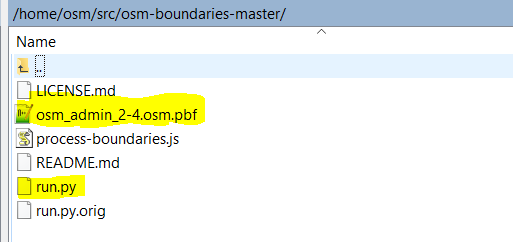 /home/osm/src/osm-boundaries-master/
Name
..
LICENSE.md
osm_admin_2-4.osm.pbf
process-boundaries.js
README.md
run.py
run.py.orig